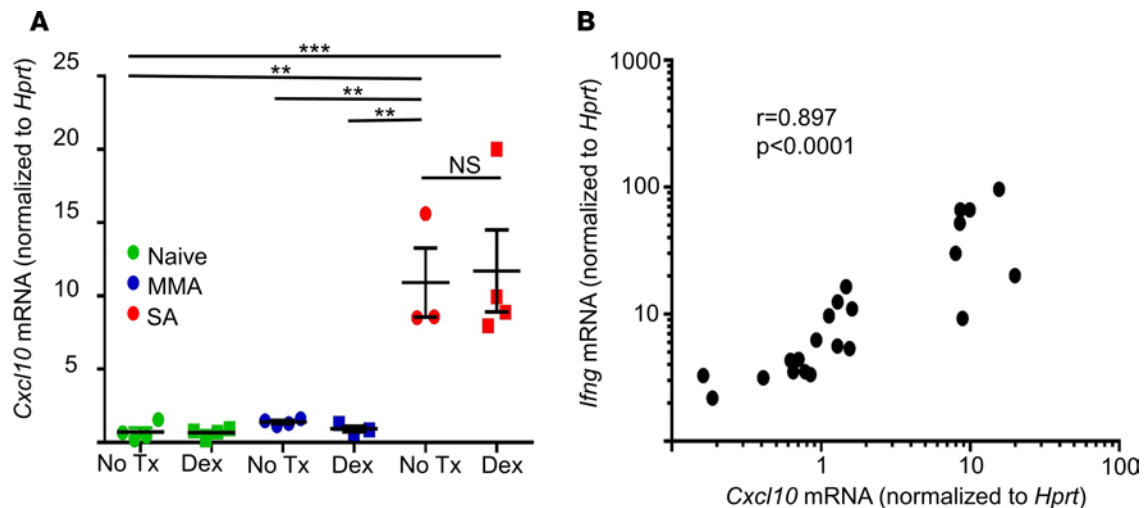 A
Cxcl10 mRNA (normalized to Hprt)
25
20
15
10
5
***
**
**
**
NS
Naive
MMA
SA
No Tx
Dex
No Tx
Dex
No Tx
Dex
B
Ifng mRNA (normalized to Hprt)
1000
100
10
r=0.897
p<0.0001
1
10
100
Cxcl10 mRNA (normalized to Hprt)